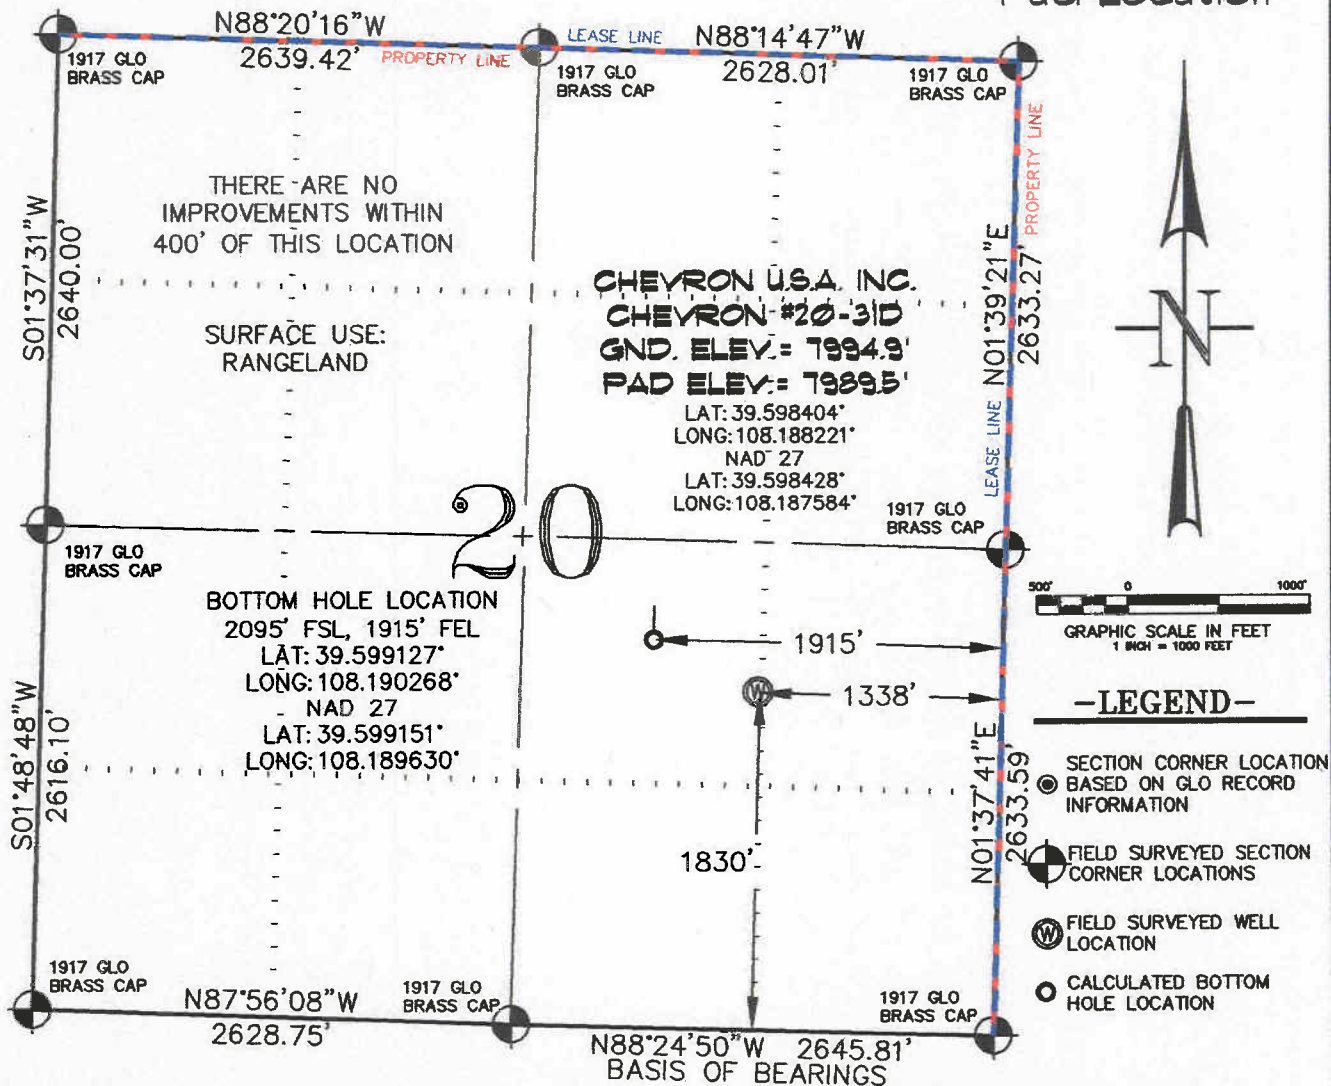 Pad Location
N88°20'16"W
2639.42'
PROPERTY LINE
LEASE LINE
N88°14'47"W
2628.01'
1917 GLO
BRASS CAP
1917 GLO
BRASS CAP
1917 GLO
BRASS CAP
PROPERTY LINE
THERE ARE NO
IMPROVEMENTS WITHIN
400' OF THIS LOCATION
S01°37'31"W
2640.00'
SURFACE USE:
RANGELAND
CHEVRON U.S.A. INC.
CHEVRON #20-31D
GND. ELEV.= 7994.9'
PAD ELEV.= 7989.5'
LAT: 39.598404°
LONG: 108.188221°
NAD 27
LAT: 39.598428°
LONG: 108.187584°
N01°39'21"E
2633.27'
LEASE LINE
N
1917 GLO
BRASS CAP
1917 GLO
BRASS CAP
20
BOTTOM HOLE LOCATION
2095' FSL, 1915' FEL
LAT: 39.599127°
LONG: 108.190268°
NAD 27
LAT: 39.599151°
LONG: 108.189630°
1915'
W
1338'
1830'
S01°48'48"W
2616.10'
N01°37'41"E
2633.59'
500' 0 1000'
GRAPHIC SCALE IN FEET
1 INCH = 1000 FEET
-LEGEND-
SECTION CORNER LOCATION
BASED ON GLO RECORD
INFORMATION
FIELD SURVEYED SECTION
CORNER LOCATIONS
W
FIELD SURVEYED WELL
LOCATION
CALCULATED BOTTOM
HOLE LOCATION
1917 GLO
BRASS CAP
N87°56'08"W
2628.75'
1917 GLO
BRASS CAP
1917 GLO
BRASS CAP
N88°24'50"W 2645.81'
BASIS OF BEARINGS